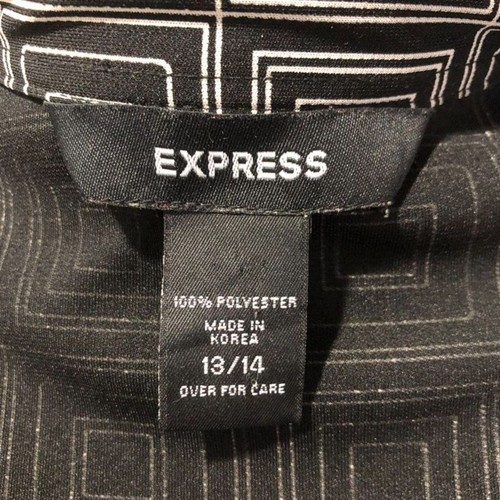 EXPRESS
100% POLYESTER
MADE IN
KOREA
13/14
OVER FOR CARE